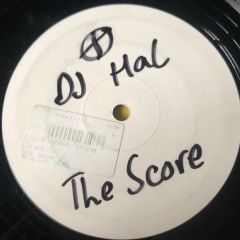 A
DJ Hal
The Score